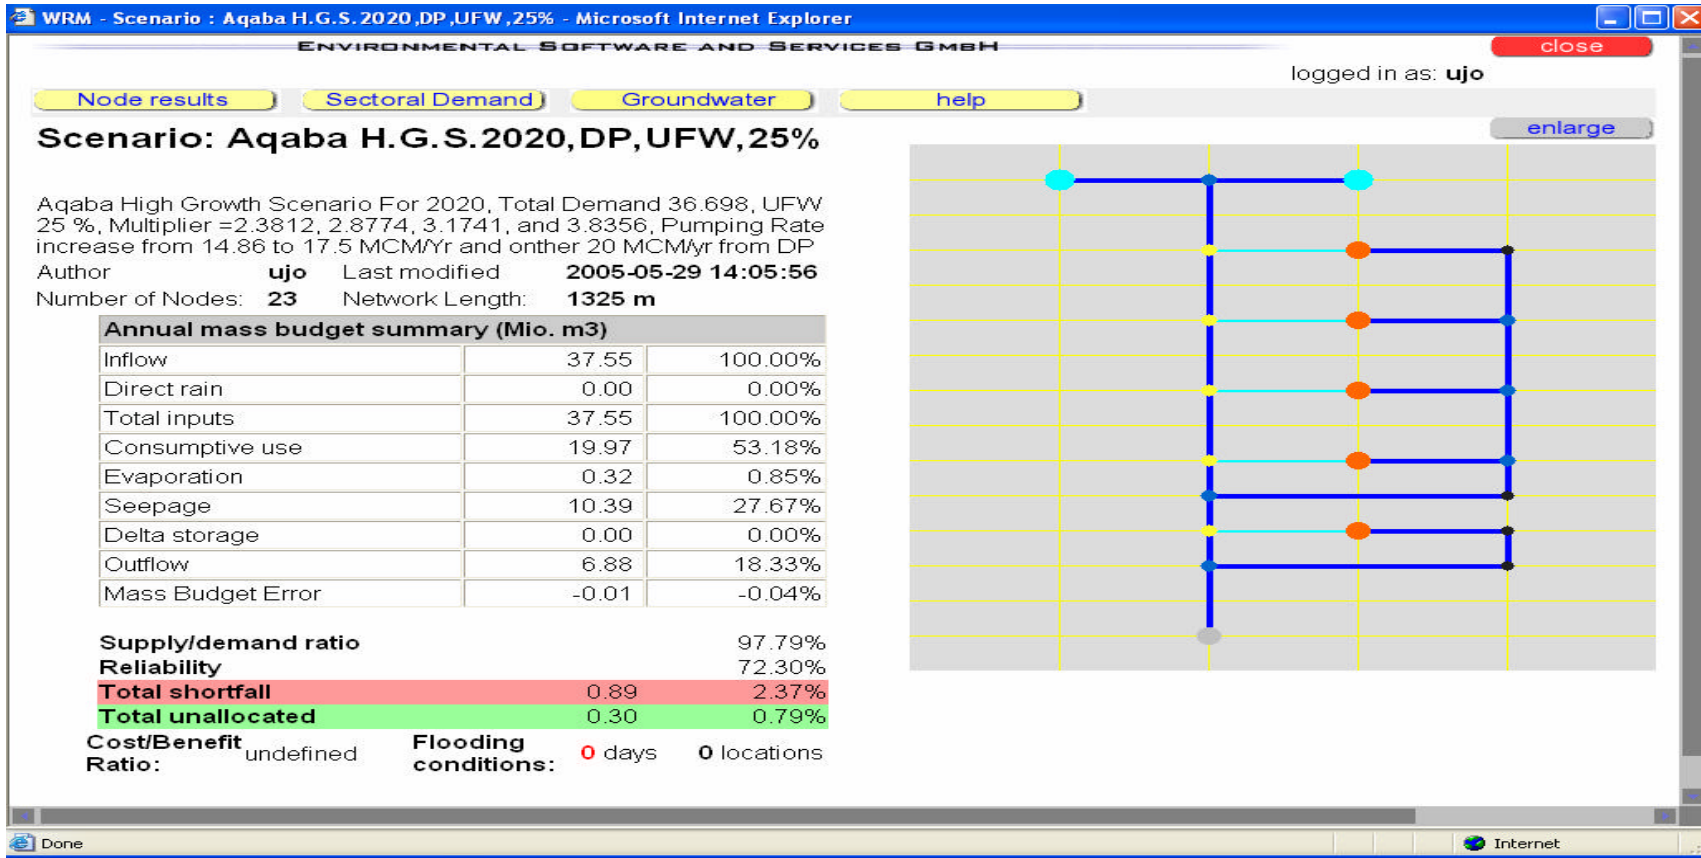 WRM - Scenario : Aqaba H.G.S.2020,DP,UFW,25% - Microsoft Internet Explorer
ENVIRONMENTAL SOFTWARE AND SERVICES GMBH
close
logged in as: ujo
Node results Sectoral Demand Groundwater help
enlarge
Scenario: Aqaba H.G.S.2020,DP,UFW,25%
Aqaba High Growth Scenario For 2020, Total Demand 36.698, UFW
25 %, Multiplier =2.3812, 2.8774, 3.1741, and 3.8356, Pumping Rate
increase from 14.86 to 17.5 MCM/Yr and onther 20 MCM/yr from DP
Author ujo Last modified 2005-05-29 14:05:56
Number of Nodes: 23 Network Length: 1325 m
Annual mass budget summary (Mio. m3)
Inflow 37.55 100.00%
Direct rain 0.00 0.00%
Total inputs 37.55 100.00%
Consumptive use 19.97 53.18%
Evaporation 0.32 0.85%
Seepage 10.39 27.67%
Delta storage 0.00 0.00%
Outflow 6.88 18.33%
Mass Budget Error -0.01 -0.04%
Supply/demand ratio 97.79%
Reliability 72.30%
Total shortfall 0.89 2.37%
Total unallocated 0.30 0.79%
Cost/Benefit Ratio: undefined Flooding conditions: 0 days 0 locations
Done Internet